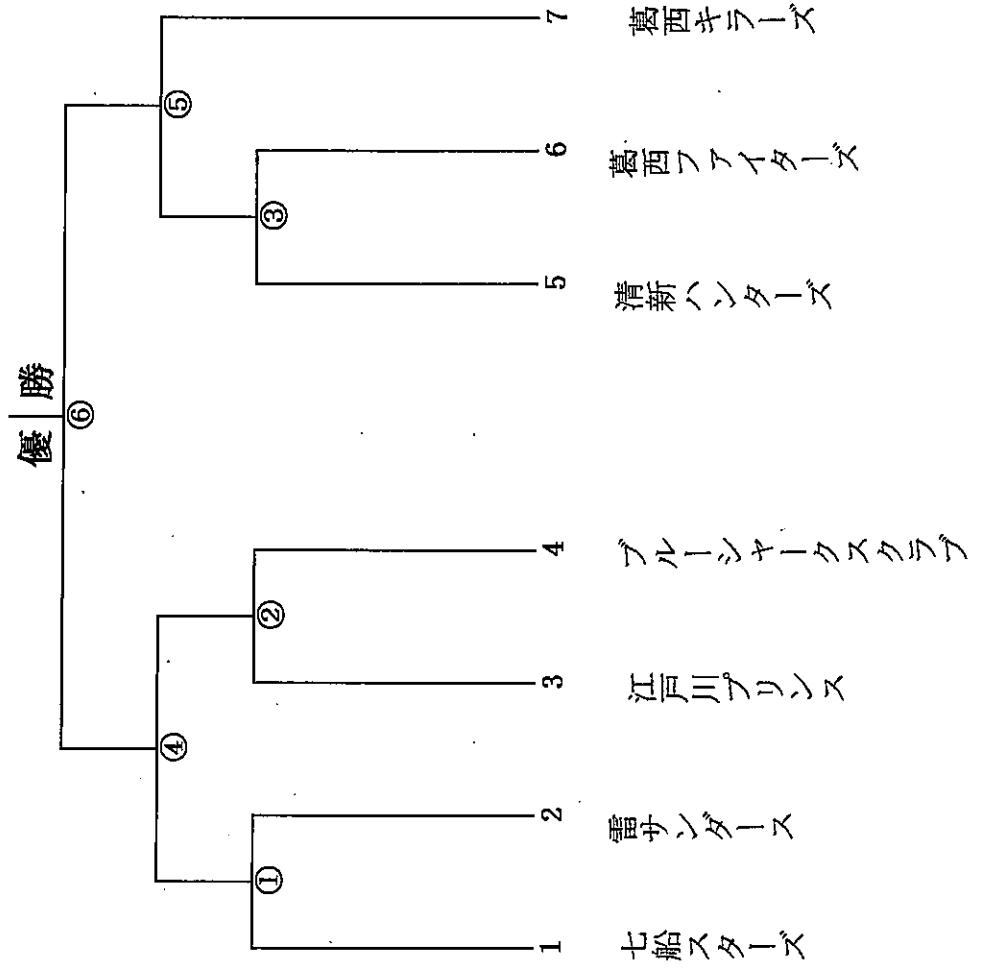 優勝
⑥
④
⑤
①
②
③
1
2
3
4
5
6
7
七船スターズ
雷サンダース
江戸川プリンス
ブルーシャークスクラブ
清新ハンターズ
葛西ファイターズ
葛西キラーズ